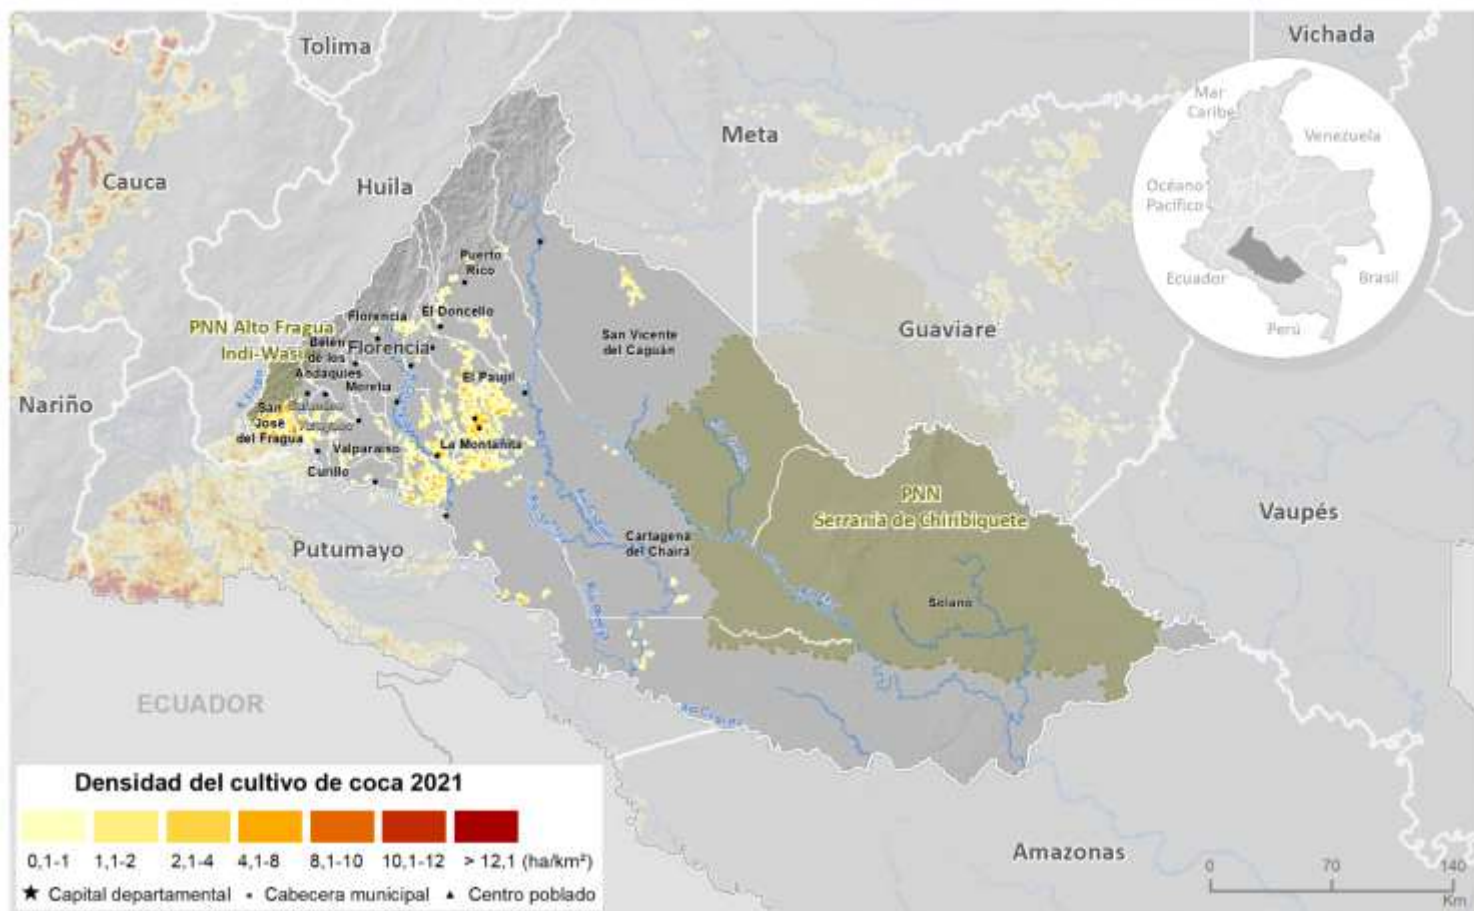 Tolima
Vichada
Mar
Caribe
Meta
Venezuela
Cauca
Huila
Océano
Pacífico
Puerto
Rico
Ecuador
Brasil
Florencia
El Doncello
PNN Alto Fragua
Indi-Wasi
Guaviare
Perú
San Vicente
del Caguán
Belén
de los
Andaquies
Florencia
El Paujil
Morelia
Nariño
San
José
del Fragua
Valparaiso
La Montañita
Curillo
PNN
Serranía de Chiribiquete
Vaupés
Putumayo
Cartagena
del Chairá
Solano
ECUADOR
Densidad del cultivo de coca 2021
0,1-1 1,1-2 2,1-4 4,1-8 8,1-10 10,1-12 > 12,1 (ha/km²)
Capital departamental Cabecera municipal Centro poblado
Amazonas
0 70 140
Km